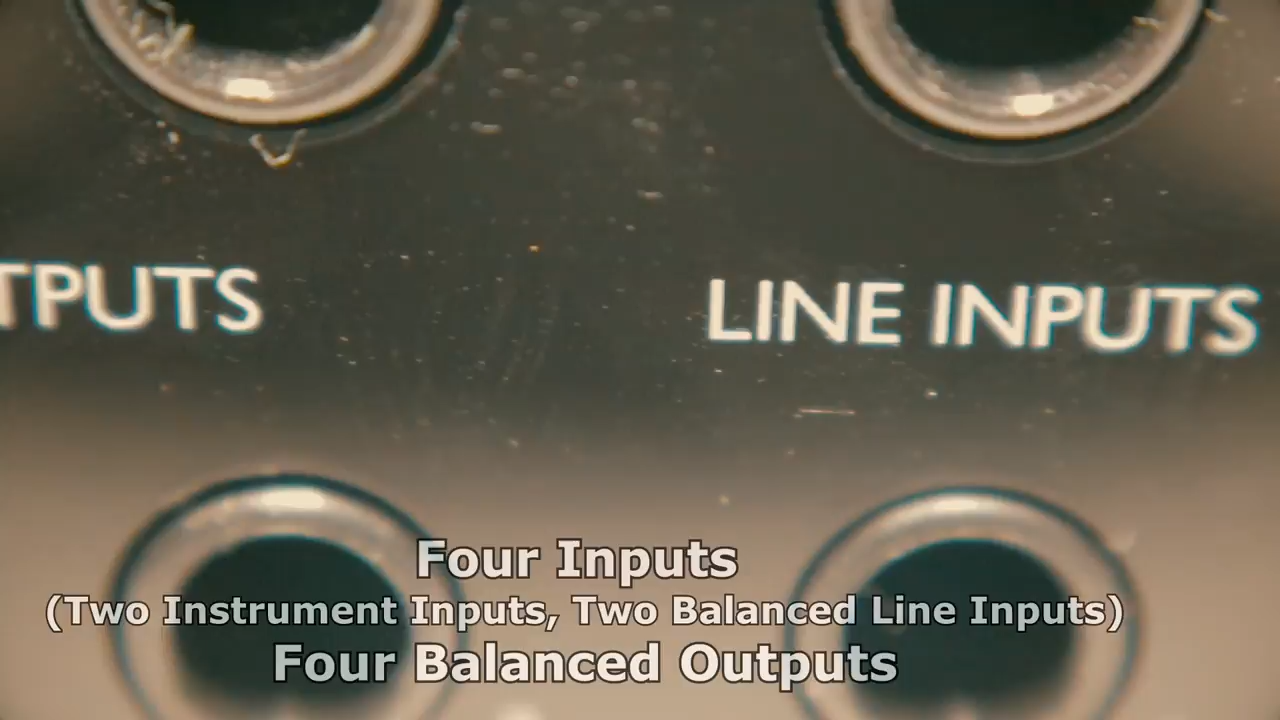 TPUTS
LINE INPUTS
Four Inputs
(Two Instrument Inputs, Two Balanced Line Inputs)
Four Balanced Outputs